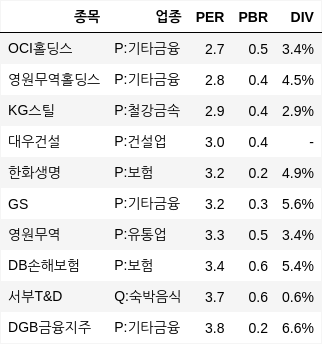 종목 업종 PER PBR DIV
OCI홀딩스 P:기타금융 2.7 0.5 3.4%
영원무역홀딩스 P:기타금융 2.8 0.4 4.5%
KG스틸 P:철강금속 2.9 0.4 2.9%
대우건설 P:건설업 3.0 0.4 -
한화생명 P:보험 3.2 0.2 4.9%
GS P:기타금융 3.2 0.3 5.6%
영원무역 P:유통업 3.3 0.5 3.4%
DB손해보험 P:보험 3.4 0.6 5.4%
서부T&D Q:숙박음식 3.7 0.6 0.6%
DGB금융지주 P:기타금융 3.8 0.2 6.6%